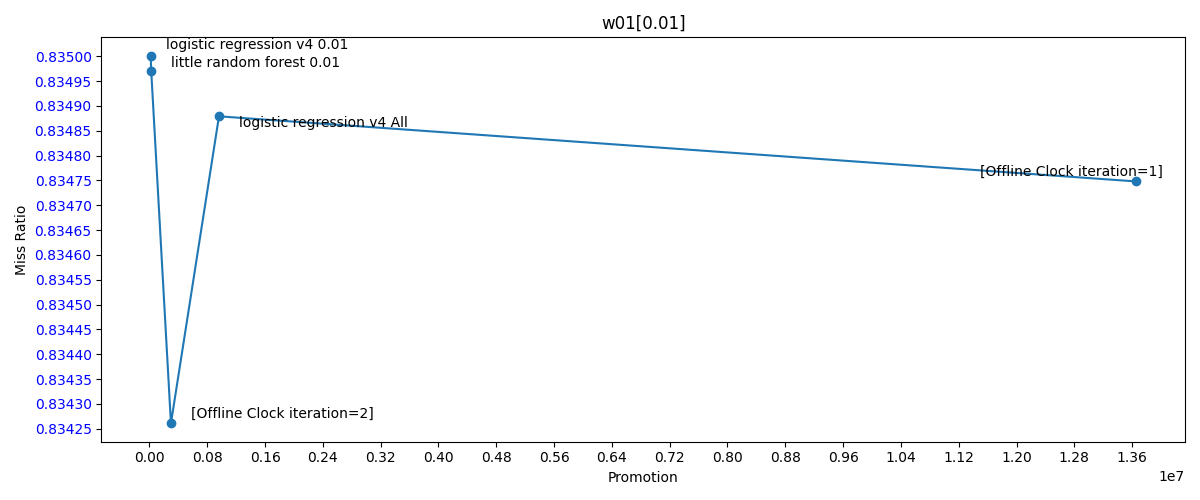 w01[0.01]
logistic regression v4 0.01
little random forest 0.01
logistic regression v4 All
[Offline Clock iteration=1]
[Offline Clock iteration=2]
Miss Ratio
0.83500
0.83495
0.83490
0.83485
0.83480
0.83475
0.83470
0.83465
0.83460
0.83455
0.83450
0.83445
0.83440
0.83435
0.83430
0.83425
0.00 0.08 0.16 0.24 0.32 0.40 0.48 0.56 0.64 0.72 0.80 0.88 0.96 1.04 1.12 1.20 1.28 1.36
1e7
Promotion